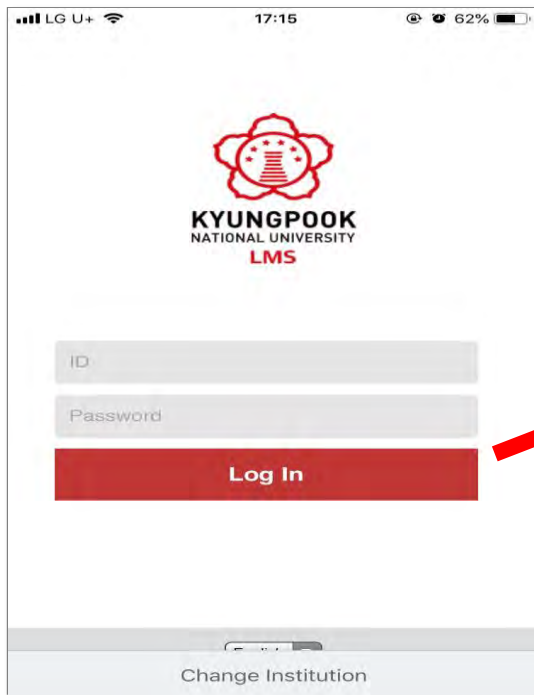 LG U+ 17:15 62%
KYUNGPOOK
NATIONAL UNIVERSITY
LMS
ID
Password
Log In
Change Institution